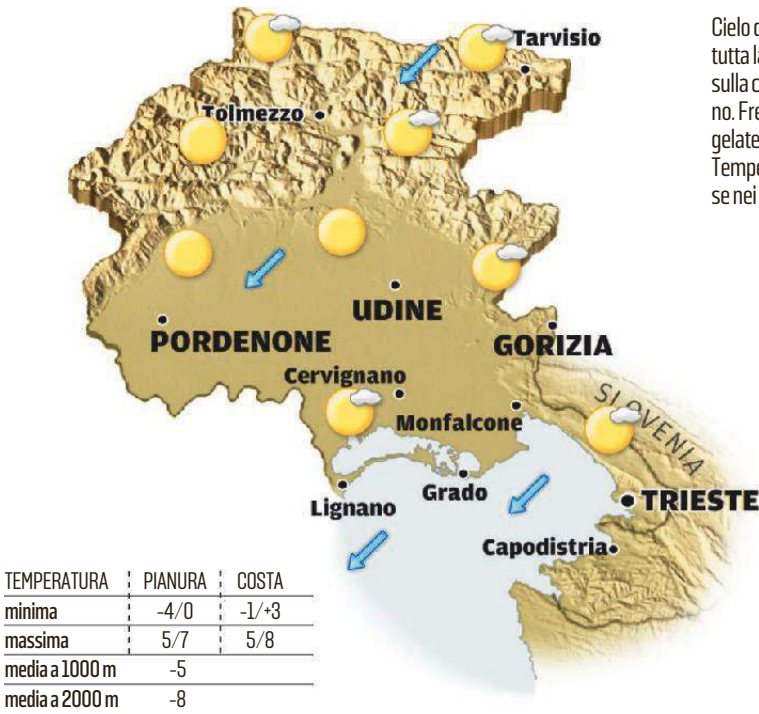 Tarvisio
Tolmezzo
UDINE
PORDENONE
GORIZIA
Cervignano
SLOVENIA
Monfalcone
Grado
Lignano
TRIESTE
Capodistria
Cielo
tutta
sulla
no.
gelate
se nei
TEMPERATURA PIANURA COSTA
minima -4/0 -1/+3
massima 5/7 5/8
media a 1000 m -5
media a 2000 m -8